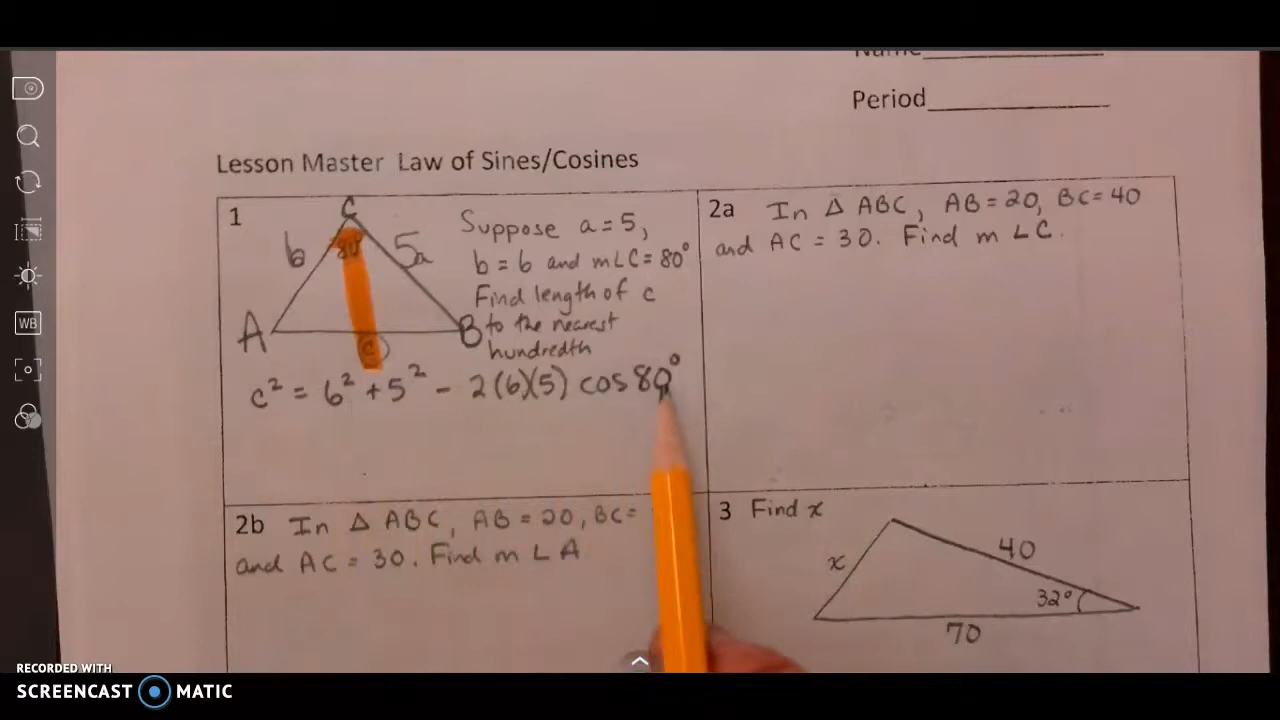 Name
Period
Lesson Master Law of Sines/Cosines
1
C
80°
b
5a
A
B
c
Suppose a = 5,
b = 6 and m∠C = 80°
Find length of c
to the nearest
hundredth
c² = 6² + 5² - 2(6)(5) cos 80°
2a In △ ABC, AB = 20, BC = 40
and AC = 30. Find m ∠C.
2b In △ ABC, AB = 20, BC =
and AC = 30. Find m ∠ A
3 Find x
x
40
32°
70
WB
RECORDED WITH
SCREENCAST MATIC